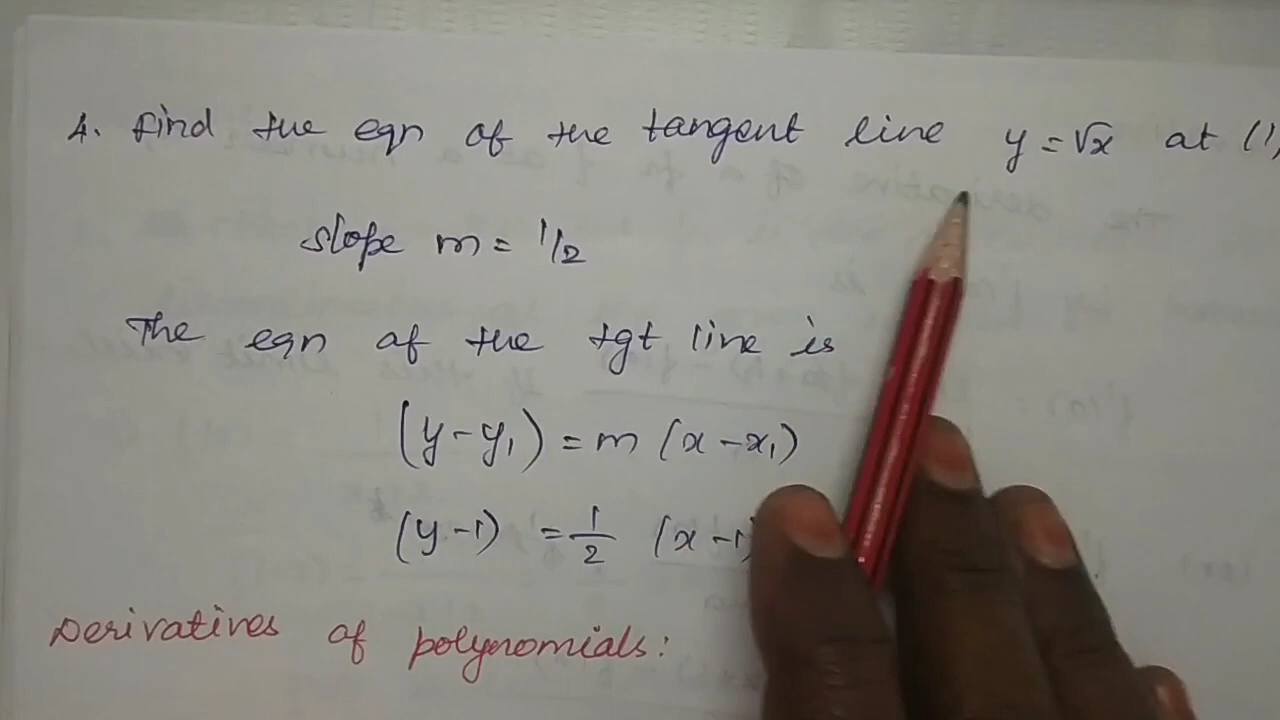 4. Find the eqn of the tangent line y = √x at (1,
slope m = 1/2
The eqn of the tgt line is
(y - y₁) = m (x - x₁)
(y - 1) = 1/2 (x - 1)
Derivatives of polynomials: